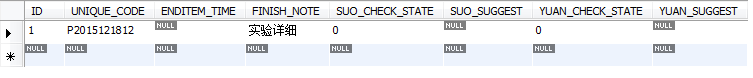 ID UNIQUE_CODE ENDITEM_TIME FINISH_NOTE SUO_CHECK_STATE SUO_SUGGEST YUAN_CHECK_STATE YUAN_SUGGEST
1 P2015121812 NULL 实验详细 0 NULL 0 NULL
NULL NULL NULL NULL NULL NULL NULL NULL